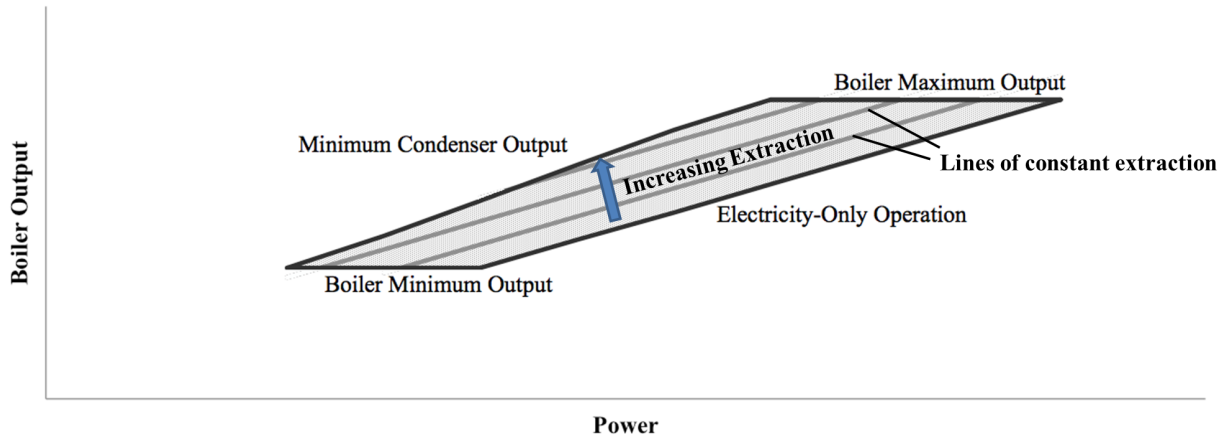 Boiler Maximum Output
Minimum Condenser Output
Increasing Extraction
Lines of constant extraction
Electricity-Only Operation
Boiler Minimum Output
Boiler Output
Power